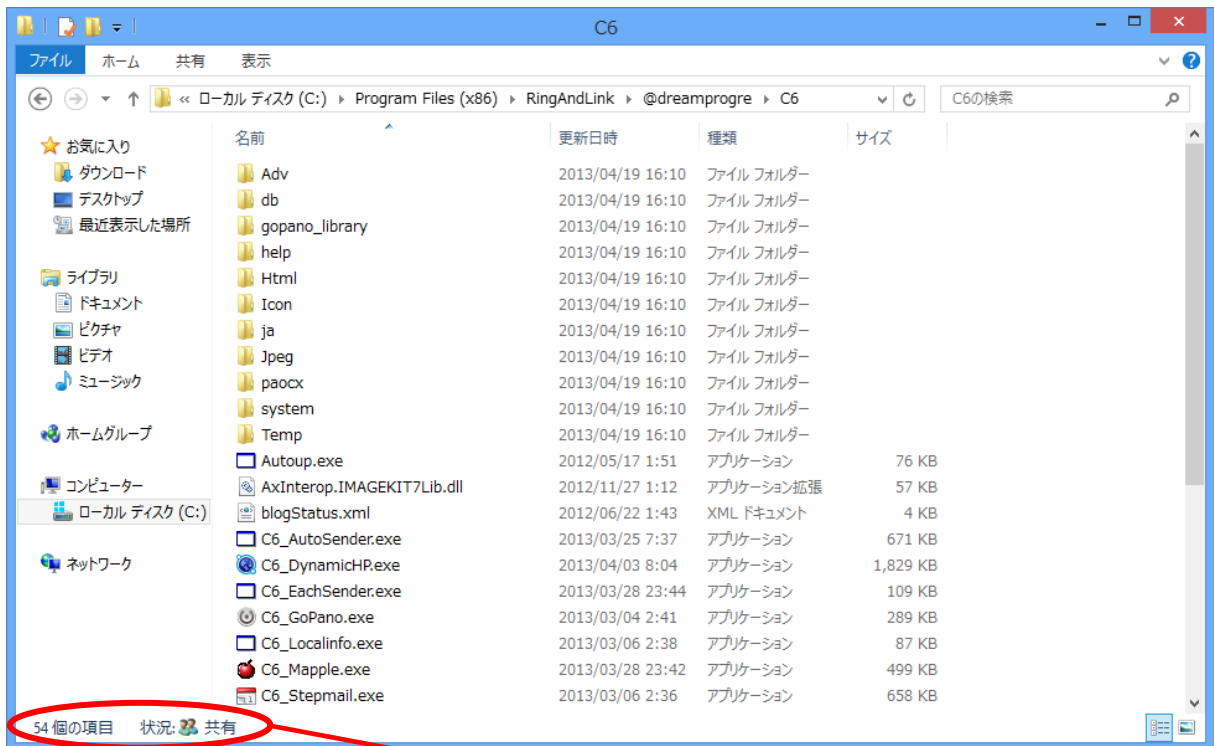 C6
ファイル ホーム 共有 表示
« ローカル ディスク (C:) Program Files (x86) RingAndLink @dreamprogre C6 C6の検索
お気に入り
ダウンロード
デスクトップ
最近表示した場所
ライブラリ
ドキュメント
ピクチャ
ビデオ
ミュージック
ホームグループ
コンピューター
ローカル ディスク (C:)
ネットワーク
名前 更新日時 種類 サイズ
Adv 2013/04/19 16:10 ファイル フォルダー
db 2013/04/19 16:10 ファイル フォルダー
gopano_library 2013/04/19 16:10 ファイル フォルダー
help 2013/04/19 16:10 ファイル フォルダー
Html 2013/04/19 16:10 ファイル フォルダー
Icon 2013/04/19 16:10 ファイル フォルダー
ja 2013/04/19 16:10 ファイル フォルダー
Jpeg 2013/04/19 16:10 ファイル フォルダー
paocx 2013/04/19 16:10 ファイル フォルダー
system 2013/04/19 16:10 ファイル フォルダー
Temp 2013/04/19 16:10 ファイル フォルダー
Autoup.exe 2012/05/17 1:51 アプリケーション 76 KB
AxInterop.IMAGEKIT7Lib.dll 2012/11/27 1:12 アプリケーション拡張 57 KB
blogStatus.xml 2012/06/22 1:43 XML ドキュメント 4 KB
C6_AutoSender.exe 2013/03/25 7:37 アプリケーション 671 KB
C6_DynamicHP.exe 2013/04/03 8:04 アプリケーション 1,829 KB
C6_EachSender.exe 2013/03/28 23:44 アプリケーション 109 KB
C6_GoPano.exe 2013/03/04 2:41 アプリケーション 289 KB
C6_Localinfo.exe 2013/03/06 2:38 アプリケーション 87 KB
C6_Mapple.exe 2013/03/28 23:42 アプリケーション 499 KB
C6_Stepmail.exe 2013/03/06 2:36 アプリケーション 658 KB
54 個の項目 状況: 共有